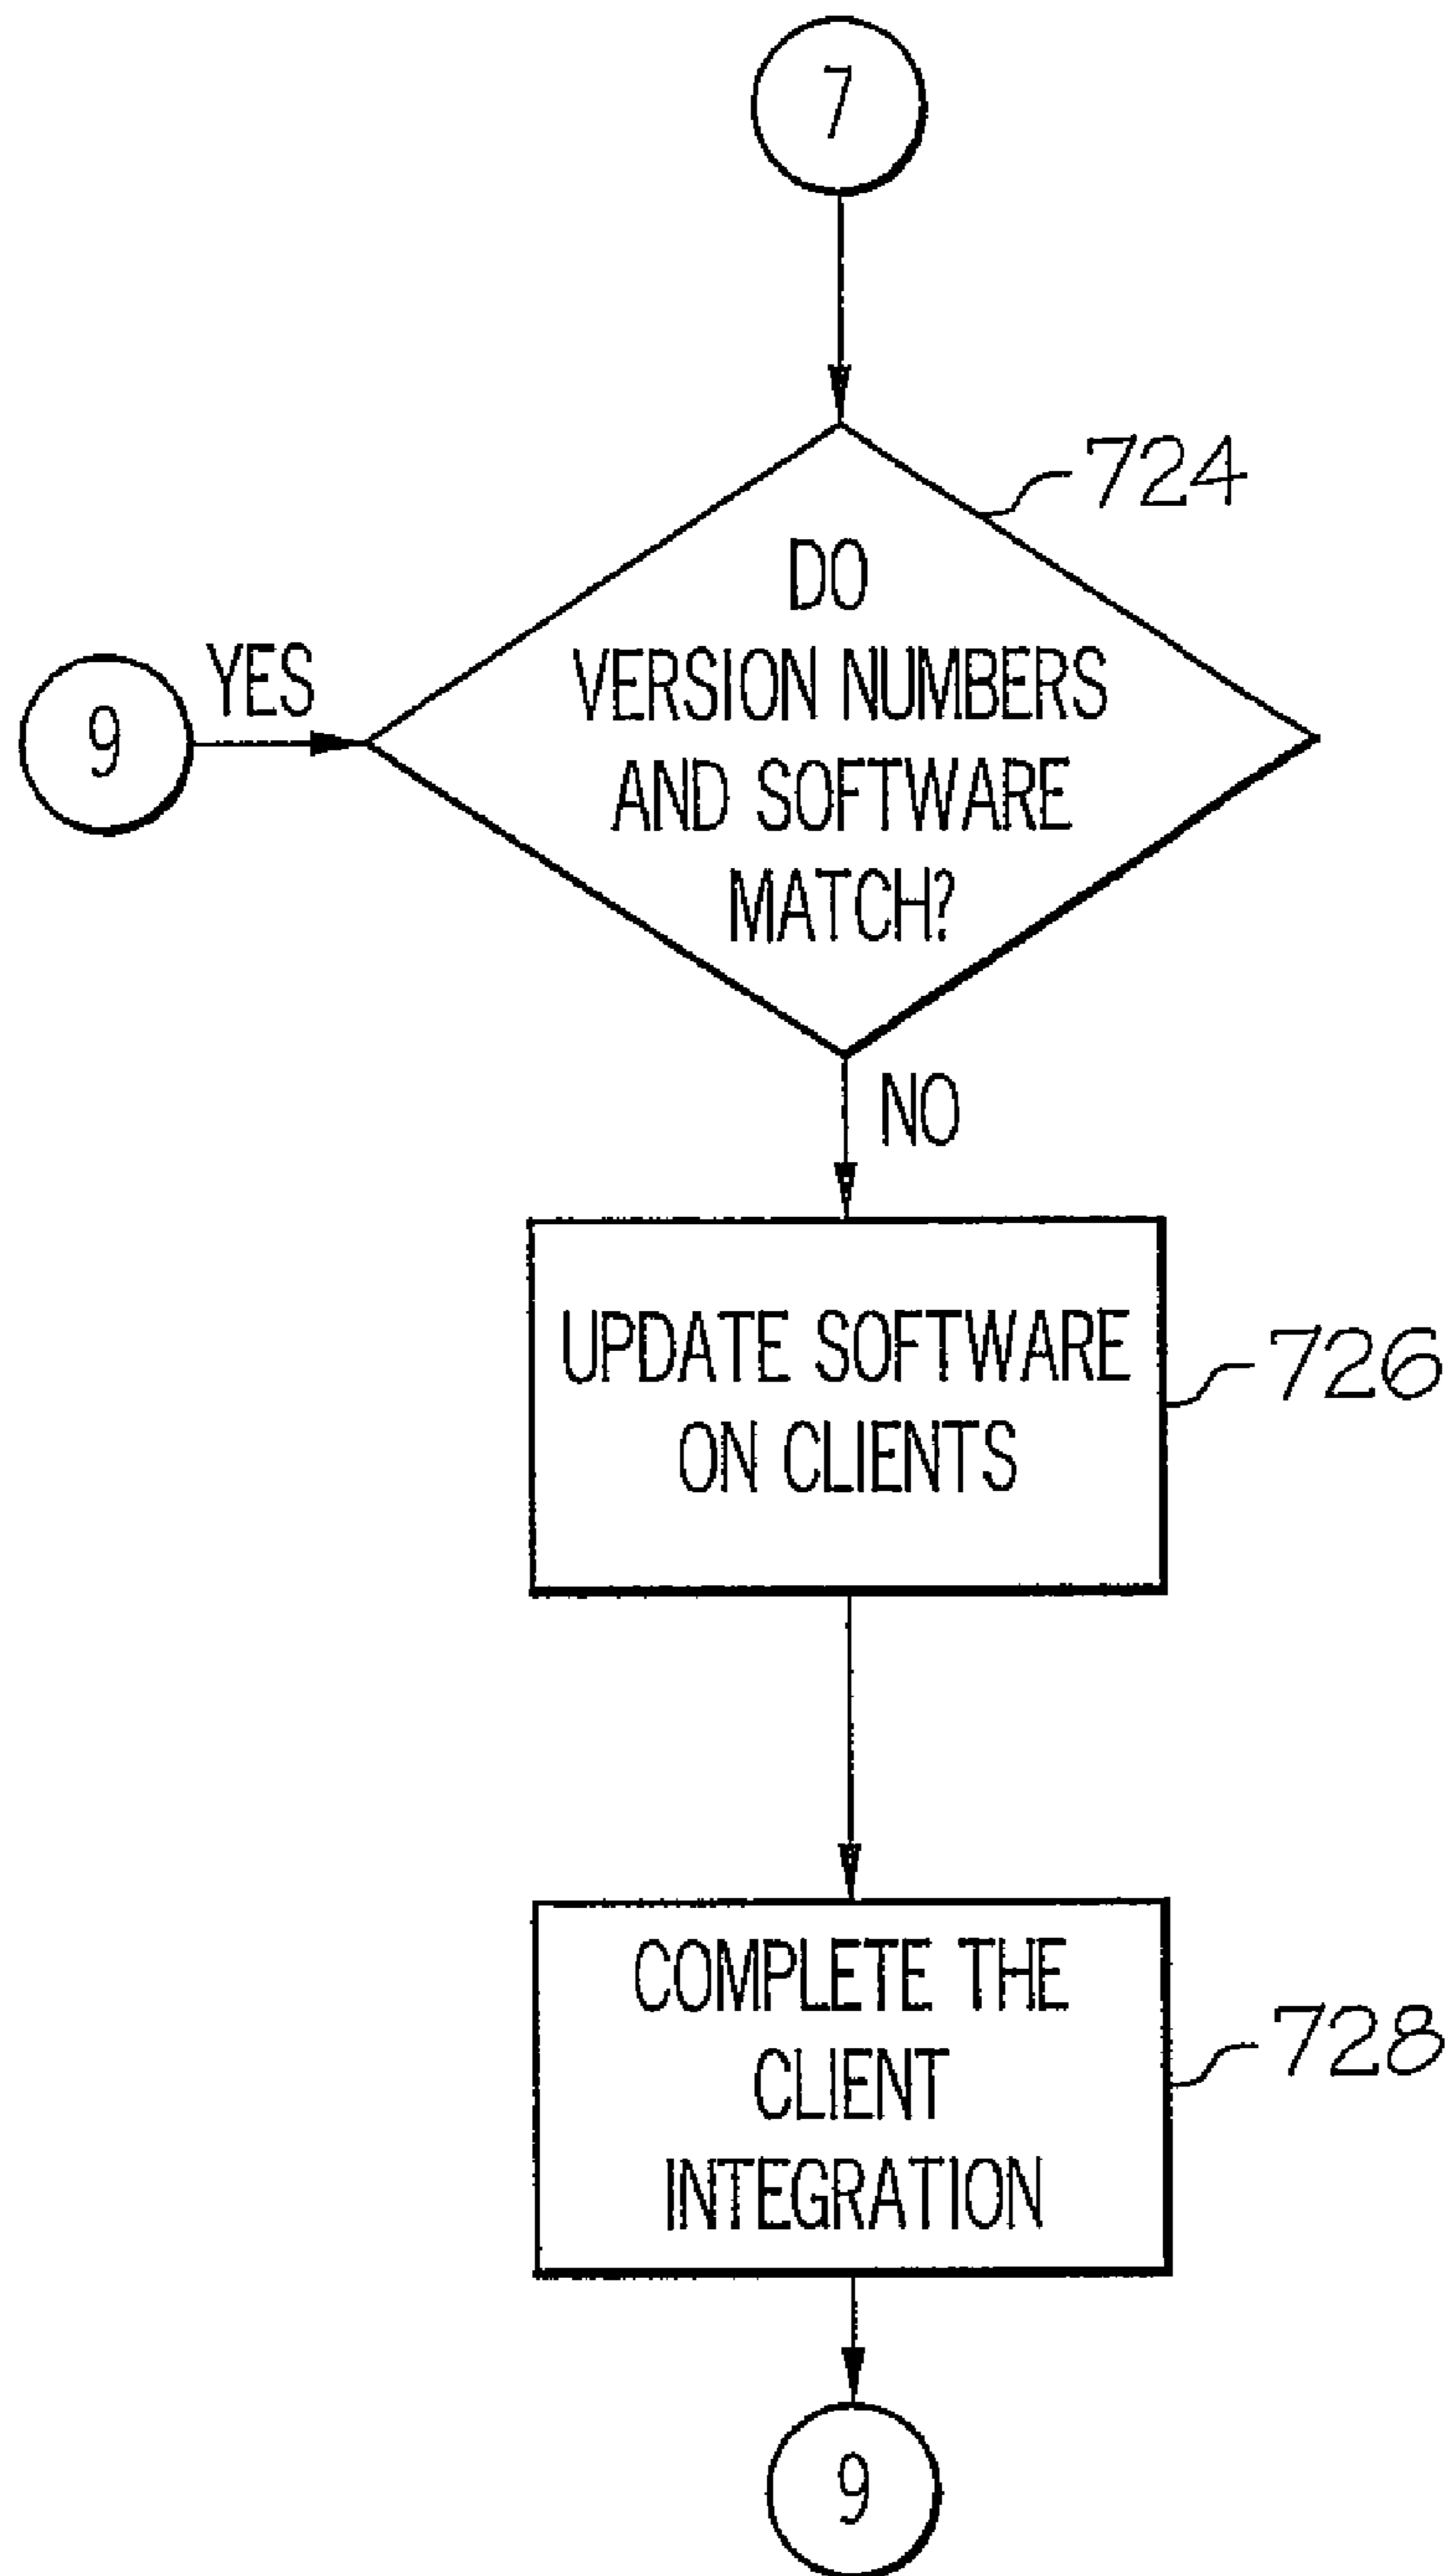 7
724
DO
VERSION NUMBERS
AND SOFTWARE
MATCH?
YES
9
NO
UPDATE SOFTWARE
ON CLIENTS
726
COMPLETE THE
CLIENT
INTEGRATION
728
9